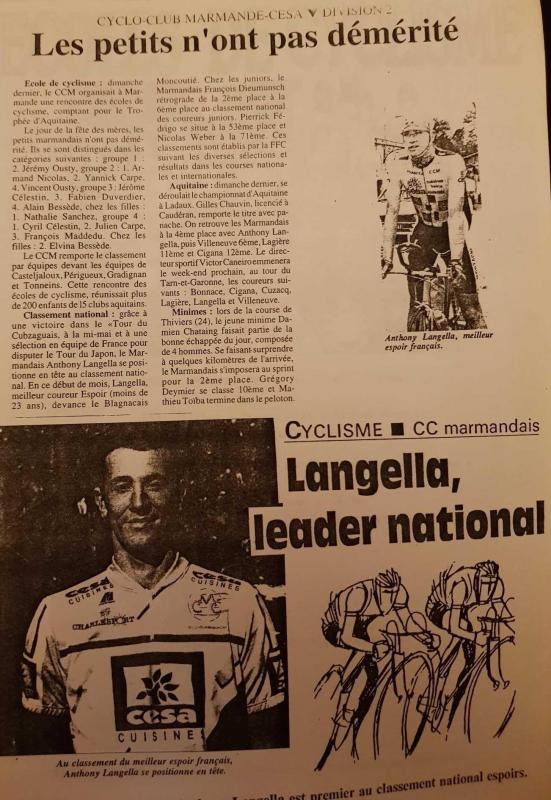 CYCLO-CLUB MARMANDE-CESA ▼ DIVISION 2
Les petits n'ont pas démérité
Ecole de cyclisme : dimanche
dernier, le CCM organisait à Mar-
mande une rencontre des écoles de
cyclisme, comptant pour le Tro-
phée d'Aquitaine.
Le jour de la fête des mères, les
petits marmandais n'ont pas démé-
rité. Ils se sont distingués dans les
catégories suivantes : groupe 1 :
2. Jérémy Ousty, groupe 2 : 1. Ar-
mand Nicolas, 2. Yannick Carpe,
4. Vincent Ousty, groupe 3 : Jérôme
Célestin, 3. Fabien Duverdier,
4. Alain Bessède, chez les filles :
1. Nathalie Sanchez, groupe 4 :
1. Cyril Célestin, 2. Julien Carpe,
3. François Maddedu. Chez les
filles : 2. Elvina Bessède.
Le CCM remporte le classement
par équipes devant les équipes de
Casteljaloux, Périgueux, Gradignan
et Tonneins. Cette rencontre des
écoles de cyclisme, réunissait plus
de 200 enfants de 15 clubs aquitains.
Classement national : grâce à
une victoire dans le «Tour du
Cubzaguais, à la mi-mai et à une
sélection en équipe de France pour
disputer le Tour du Japon, le Mar-
mandais Anthony Langella se posi-
tionne en tête au classement natio-
nal. En ce début de mois, Langella,
meilleur coureur Espoir (moins de
23 ans), devance le Blagnacais
Moncoutié. Chez les juniors, le
Marmandais François Dieumunsch
rétrograde de la 2ème place à la
6ème place au classement national
des coureurs juniors. Pierrick Fé-
drigo se situe à la 53ème place et
Nicolas Weber à la 71ème. Ces
classements sont établis par la FFC
suivant les diverses sélections et
résultats dans les courses nationa-
les et internationales.
Aquitaine : dimanche dernier, se
déroulait le championnat d'Aquitaine
à Ladaux. Gilles Chauvin, licencié à
Caudéran, remporte le titre avec pa-
nache. On retrouve les Marmandais
à la 4ème place avec Anthony Lan-
gella, puis Villeneuve 6ème, Lagière
11ème et Cigana 12ème. Le direc-
teur sportif Victor Caneiro emmenera
le week-end prochain, au tour du
Tarn-et-Garonne, les coureurs sui-
vants : Bonnace, Cigana, Cuzacq,
Lagière, Langella et Villeneuve.
Minimes : lors de la course de
Thiviers (24), le jeune minime Da-
mien Chataing faisait partie de la
bonne échappée du jour, composée
de 4 hommes. Se faisant surprendre
à quelques kilomètres de l'arrivée,
le Marmandais s'imposera au sprint
pour la 2ème place. Grégory
Deymier se classe 10ème et Ma-
thieu Toïba termine dans le peloton.
Anthony Langella, meilleur
espoir français.
CYCLISME ■ CC marmandais
Langella,
leader national
cesa
CUISINES
cesa
CUISINES
CHARLESPORT
cesa
CUISINES
Au classement du meilleur espoir français,
Anthony Langella se positionne en tête.
Langella est premier au classement national espoirs.